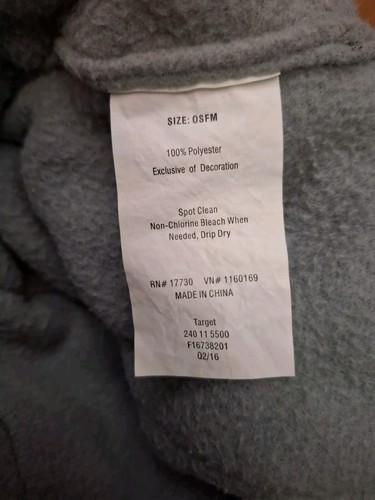 SIZE: OSFM
100% Polyester
Exclusive of Decoration
Spot Clean
Non-Chlorine Bleach When
Needed, Drip Dry
RN# 17730 VN# 1160169
MADE IN CHINA
Target
240 11 5500
F16738201
02/16